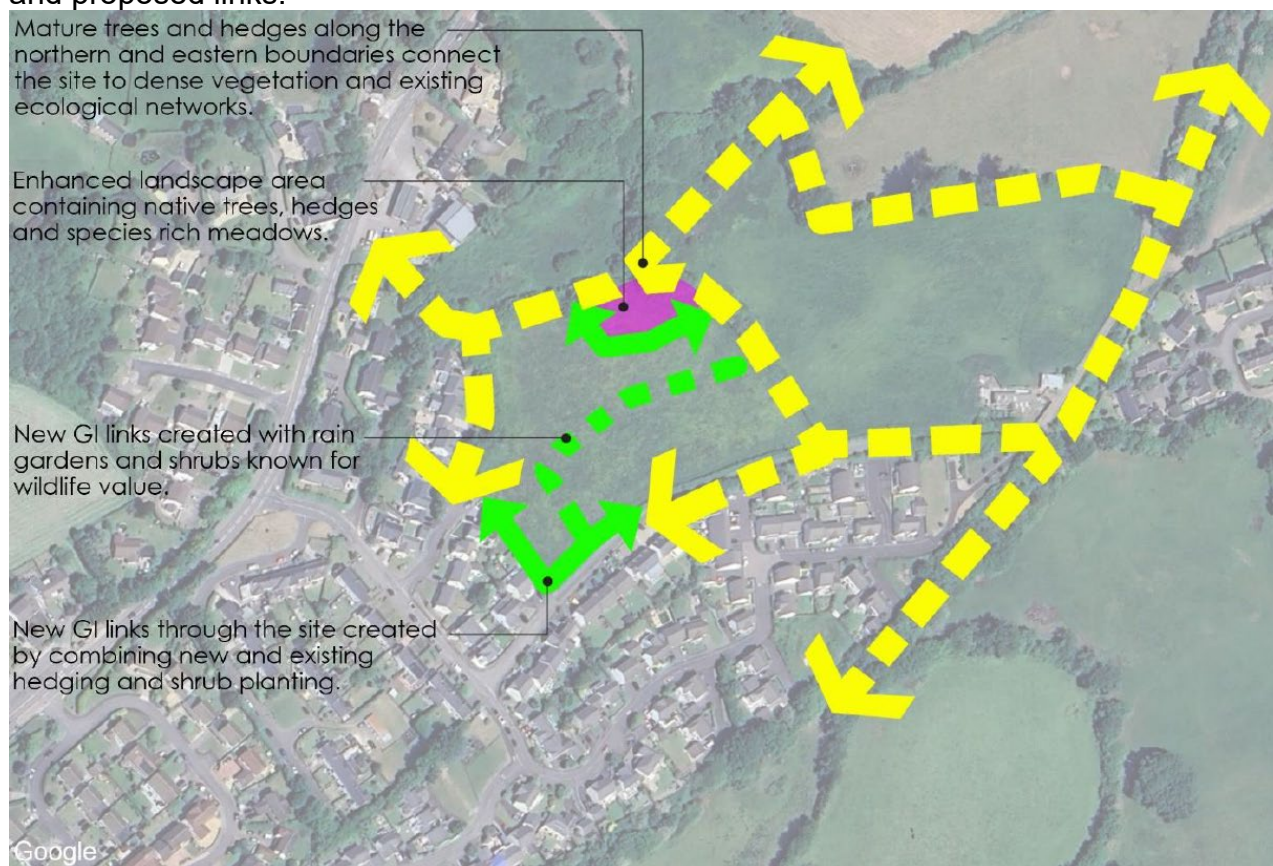 and proposed links.
Mature trees and hedges along the
northern and eastern boundaries connect
the site to dense vegetation and existing
ecological networks.
Enhanced landscape area
containing native trees, hedges
and species rich meadows.
New GI links created with rain
gardens and shrubs known for
wildlife value.
New GI links through the site created
by combining new and existing
hedging and shrub planting.
Google